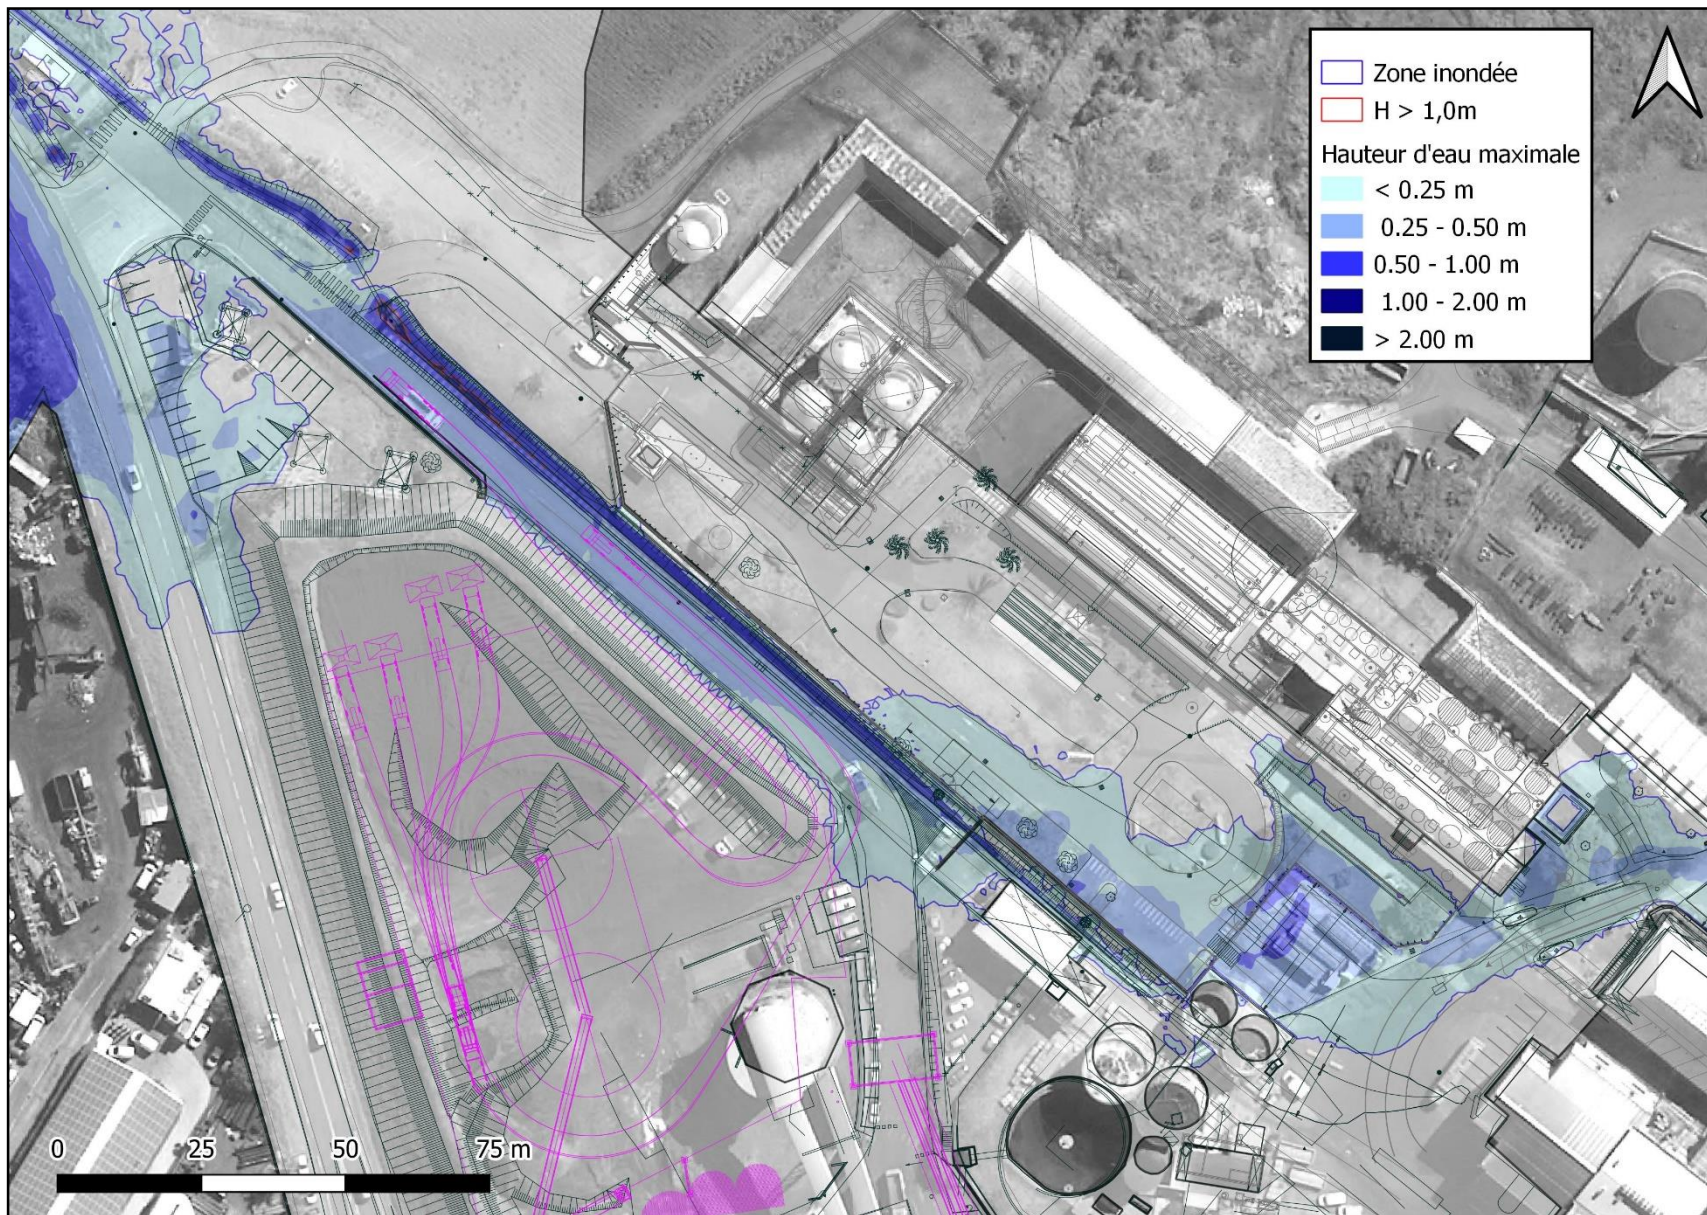 Zone inondée
H > 1,0m
Hauteur d'eau maximale
< 0.25 m
0.25 - 0.50 m
0.50 - 1.00 m
1.00 - 2.00 m
> 2.00 m
0 25 50 75 m